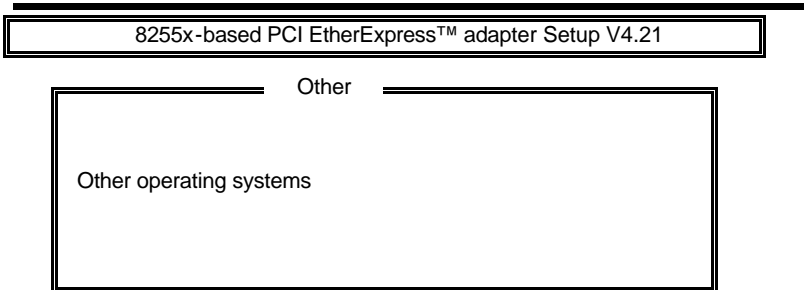 8255x-based PCI EtherExpress™ adapter Setup V4.21
Other
Other operating systems